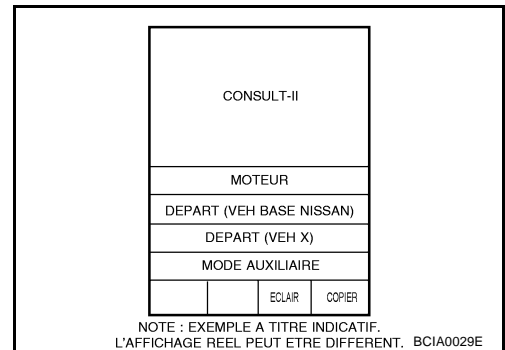 CONSULT-II
MOTEUR
DEPART (VEH BASE NISSAN)
DEPART (VEH X)
MODE AUXILIAIRE
ECLAIR COPIER
NOTE : EXEMPLE A TITRE INDICATIF.
L'AFFICHAGE REEL PEUT ETRE DIFFERENT. BCIA0029E